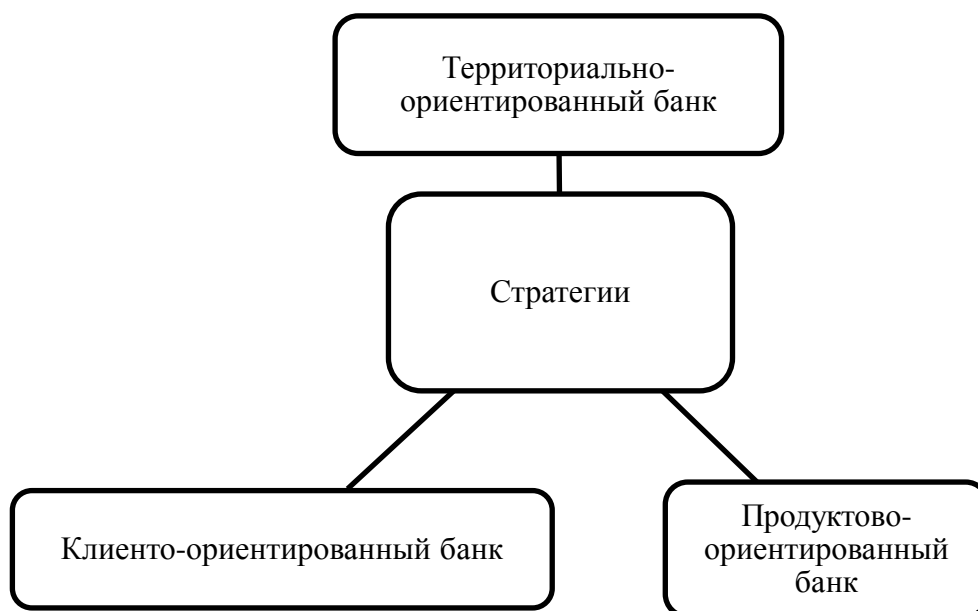 Территориально-
ориентированный банк
Стратегии
Клиенто-ориентированный банк
Продуктово-
ориентированный
банк